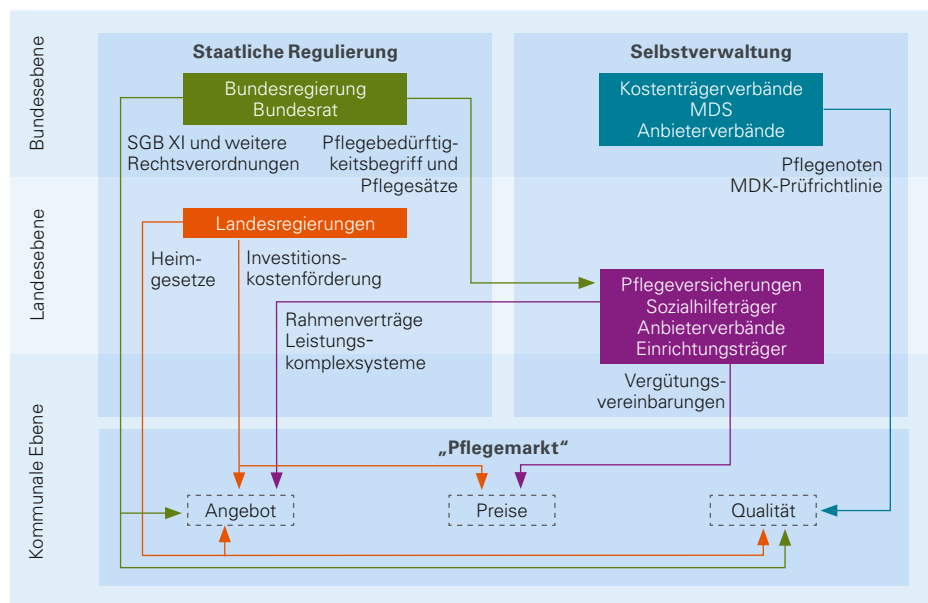 Bundesebene
Staatliche Regulierung
Selbstverwaltung
Bundesregierung
Bundesrat
Kostenträgerverbände
MDS
Anbieterverbände
SGB XI und weitere
Rechtsverordnungen
Pflegebedürftig-
keitsbegriff und
Pflegesätze
Pflegenoten
MDK-Prüfrichtlinie
Landesebene
Landesregierungen
Heim-
gesetze
Investitions-
kostenförderung
Pflegeversicherungen
Sozialhilfeträger
Anbieterverbände
Einrichtungsträger
Rahmenverträge
Leistungs-
komplexsysteme
Vergütungs-
vereinbarungen
Kommunale Ebene
„Pflegemarkt“
Angebot
Preise
Qualität